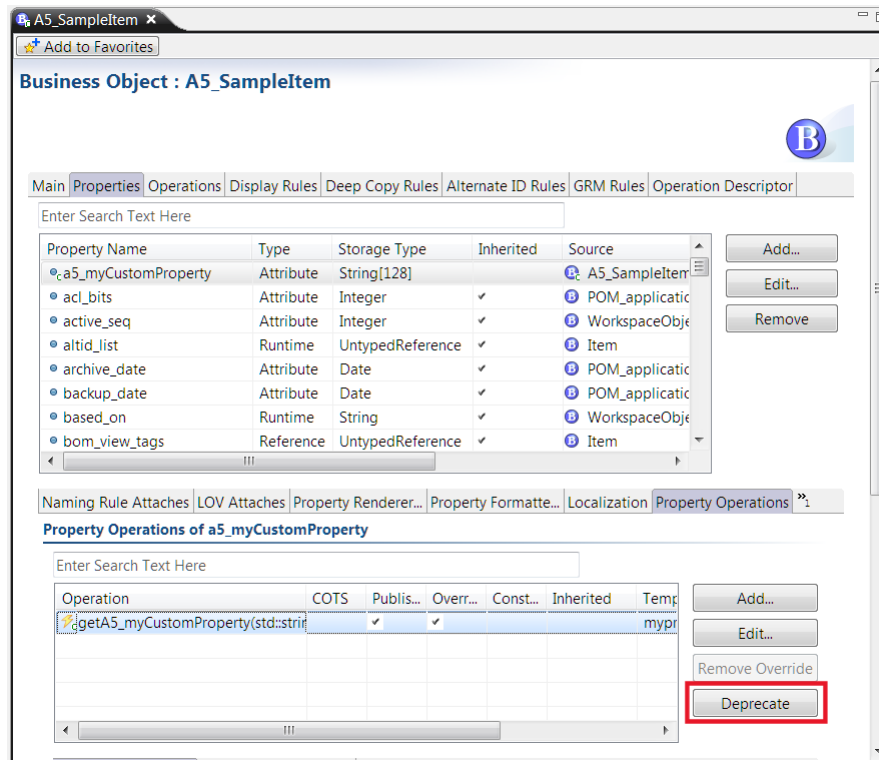 A5_SampleItem
Add to Favorites
Business Object : A5_SampleItem
B
Main Properties Operations Display Rules Deep Copy Rules Alternate ID Rules GRM Rules Operation Descriptor
Enter Search Text Here
Property Name Type Storage Type Inherited Source Add...
a5_myCustomProperty Attribute String[128] A5_SampleItem
Edit...
acl_bits Attribute Integer POM_applicatic
active_seq Attribute Integer WorkspaceObje Remove
altid_list Runtime UntypedReference Item
archive_date Attribute Date POM_applicatic
backup_date Attribute Date POM_applicatic
based_on Runtime String WorkspaceObje
bom_view_tags Reference UntypedReference Item
Naming Rule Attaches LOV Attaches Property Renderer... Property Formatte... Localization Property Operations »1
Property Operations of a5_myCustomProperty
Enter Search Text Here
Operation COTS Publis... Overr... Const... Inherited Temp Add...
getA5_myCustomProperty(std::strin mypr
Edit...
Remove Override
Deprecate